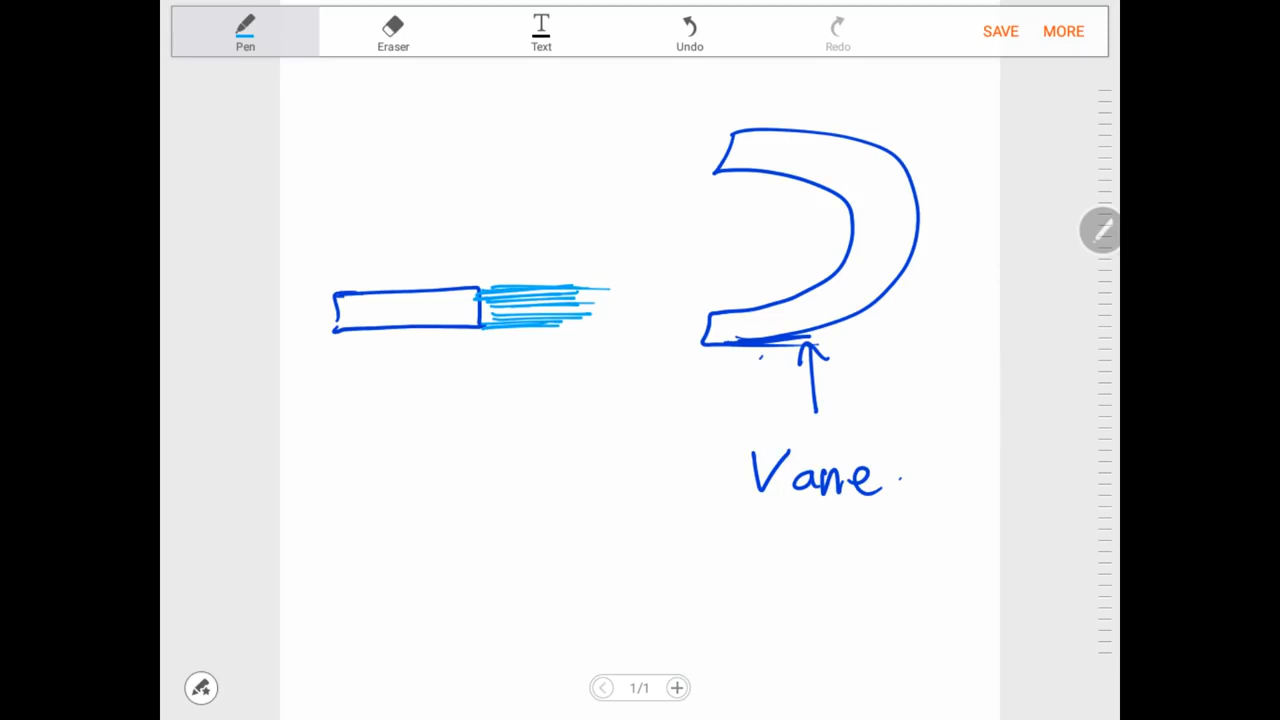 Pen
Eraser
Text
Undo
Redo
SAVE
MORE
Vane.
1/1